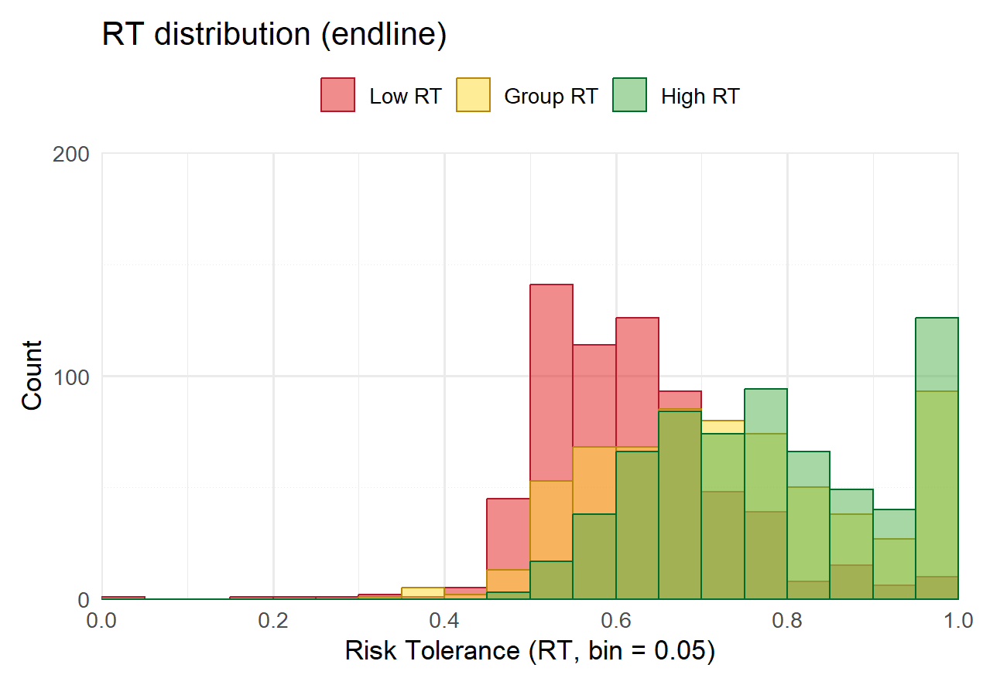 RT distribution (endline)
Low RT Group RT High RT
200
100
0
Count
0.0 0.2 0.4 0.6 0.8 1.0
Risk Tolerance (RT, bin = 0.05)